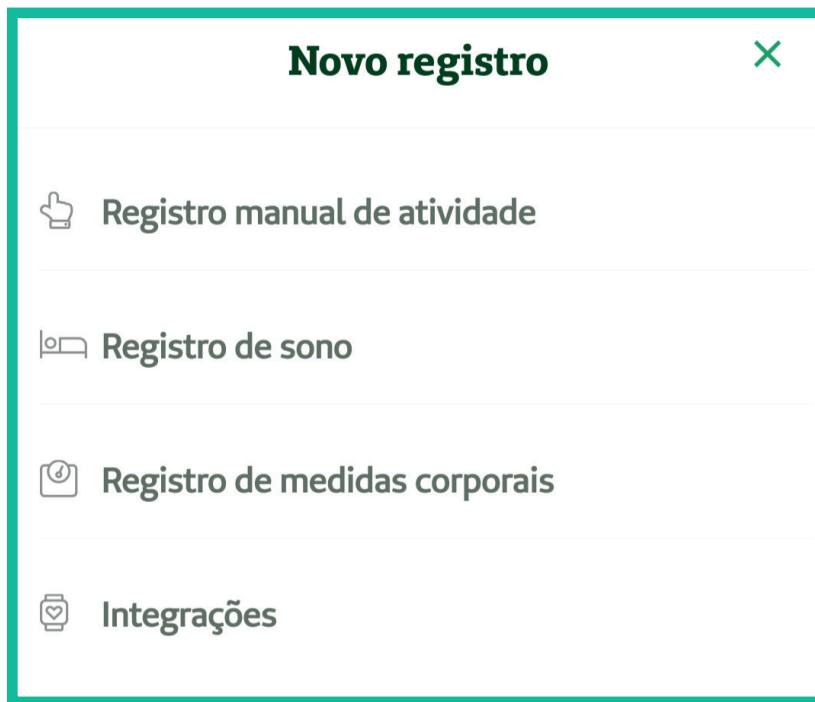 Novo registro
Registro manual de atividade
Registro de sono
Registro de medidas corporais
Integrações